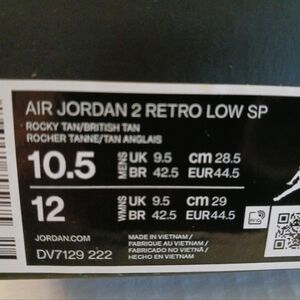 AIR JORDAN 2 RETRO LOW SP
ROCKY TAN/BRITISH TAN
ROCHER TANNE/TAN ANGLAIS
10.5 MENS UK 9.5 cm 28.5
BR 42.5 EUR 44.5
12 WMNS UK 9.5 cm 29
BR 42.5 EUR 44.5
JORDAN.COM
DV7129 222
MADE IN VIETNAM /
FABRIQUE AU VIETNAM /
FABRICADO NO VIETNÃ /
HECHO EN VIETNAM